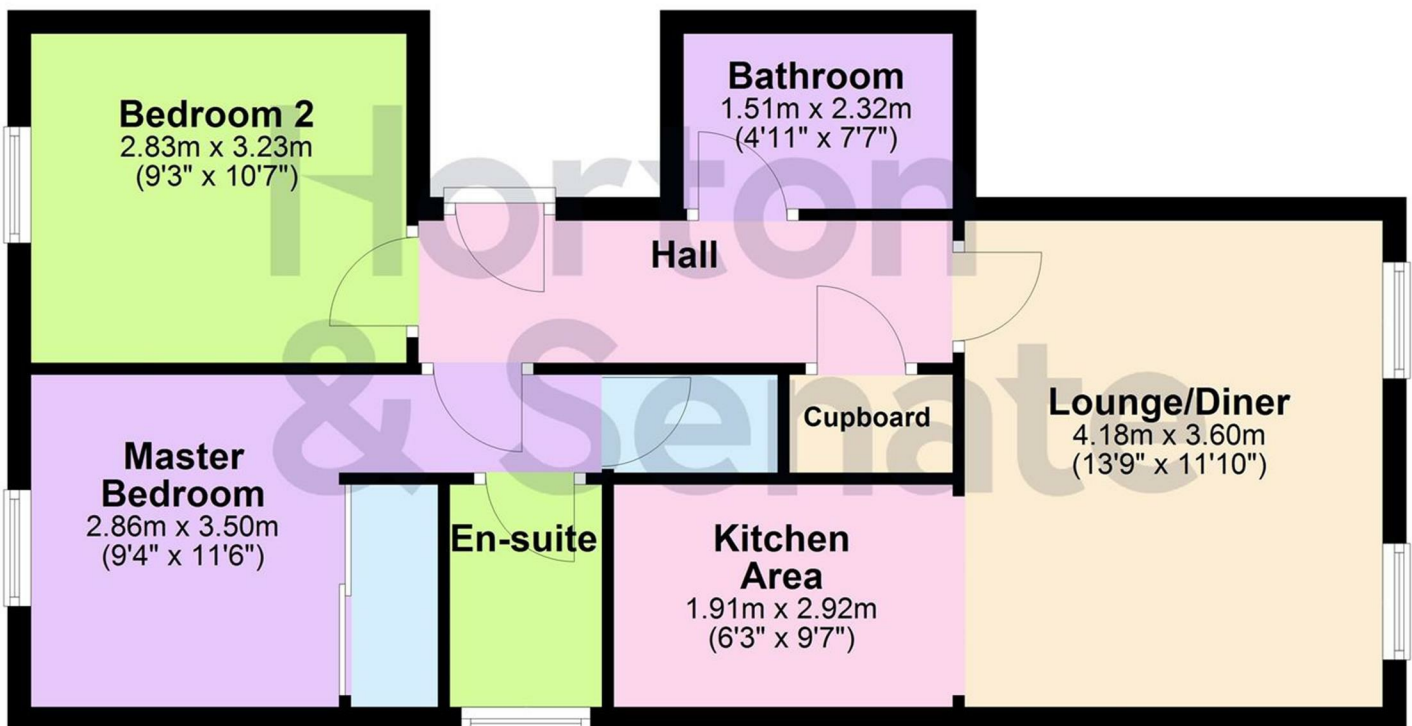 Bedroom 2
2.83m x 3.23m
(9'3" x 10'7")
Bathroom
1.51m x 2.32m
(4'11" x 7'7")
Hall
Horton
& Senate
Cupboard
Lounge/Diner
4.18m x 3.60m
(13'9" x 11'10")
Master
Bedroom
2.86m x 3.50m
(9'4" x 11'6")
En-suite
Kitchen
Area
1.91m x 2.92m
(6'3" x 9'7")